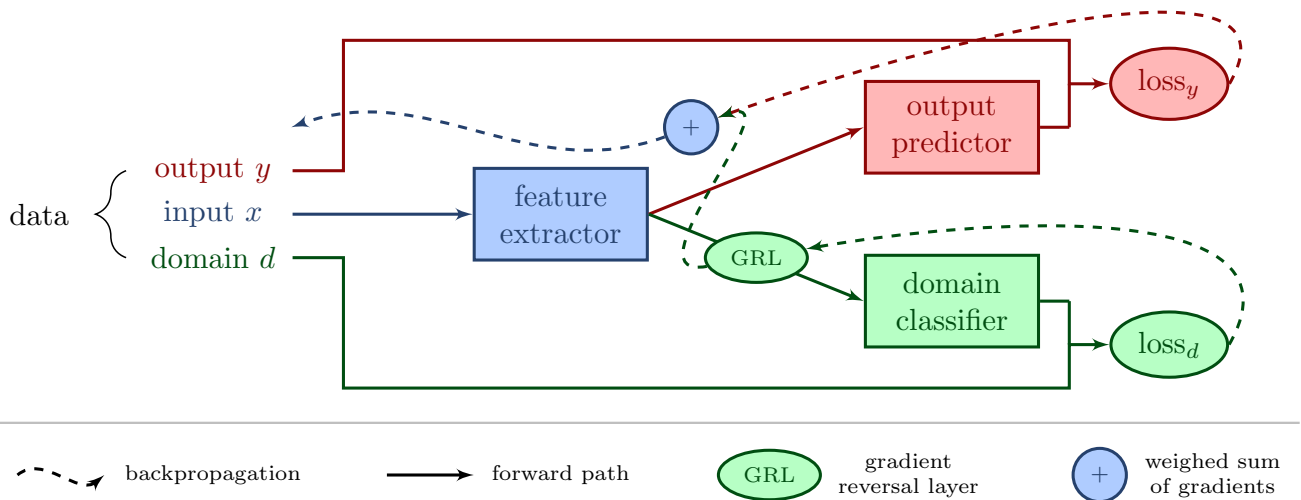 data
output y
input x
domain d
+
feature
extractor
GRL
output
predictor
loss_y
domain
classifier
loss_d
backpropagation
forward path
GRL
gradient
reversal layer
+
weighed sum
of gradients